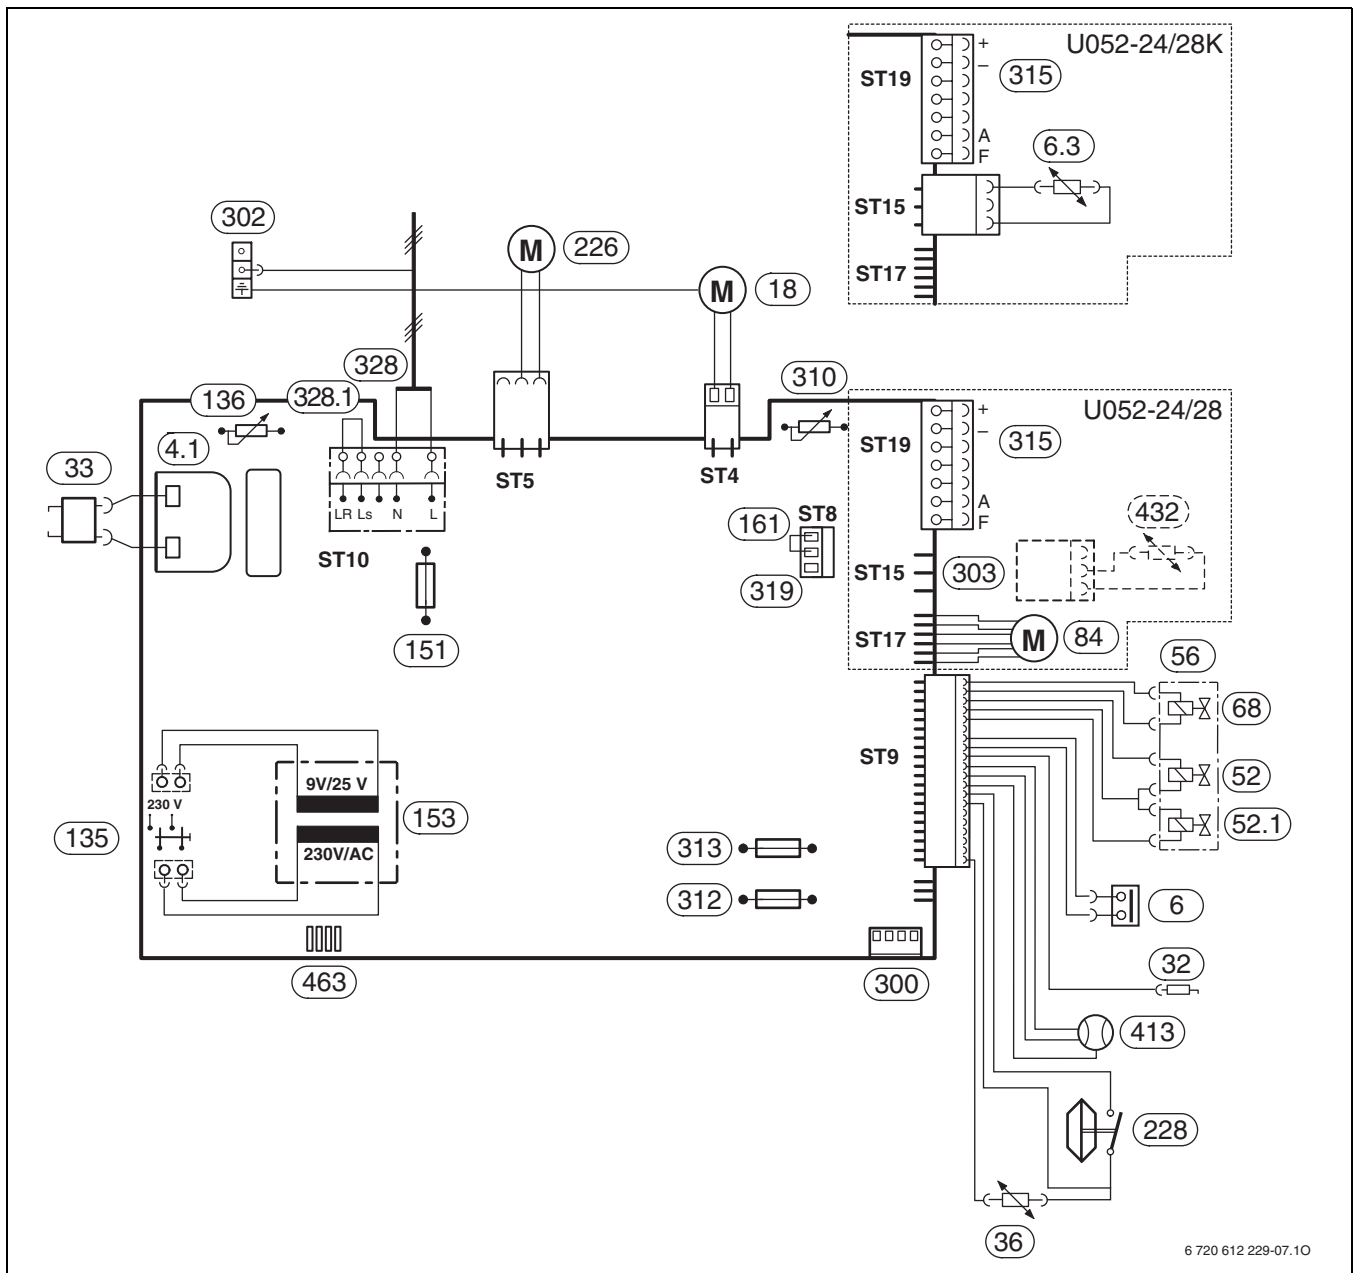 U052-24/28K
+
–
ST19
315
A
F
6.3
ST15
ST17
302
M
226
M
18
328
310
136
328.1
U052-24/28
+
–
4.1
ST19
315
33
ST5
ST4
A
F
LR Ls N L
161
ST8
432
ST10
319
ST15
303
151
ST17
M
84
56
68
ST9
52
9V/25 V
230 V
153
52.1
135
230V/AC
313
312
6
463
300
32
413
228
36
6 720 612 229-07.1O